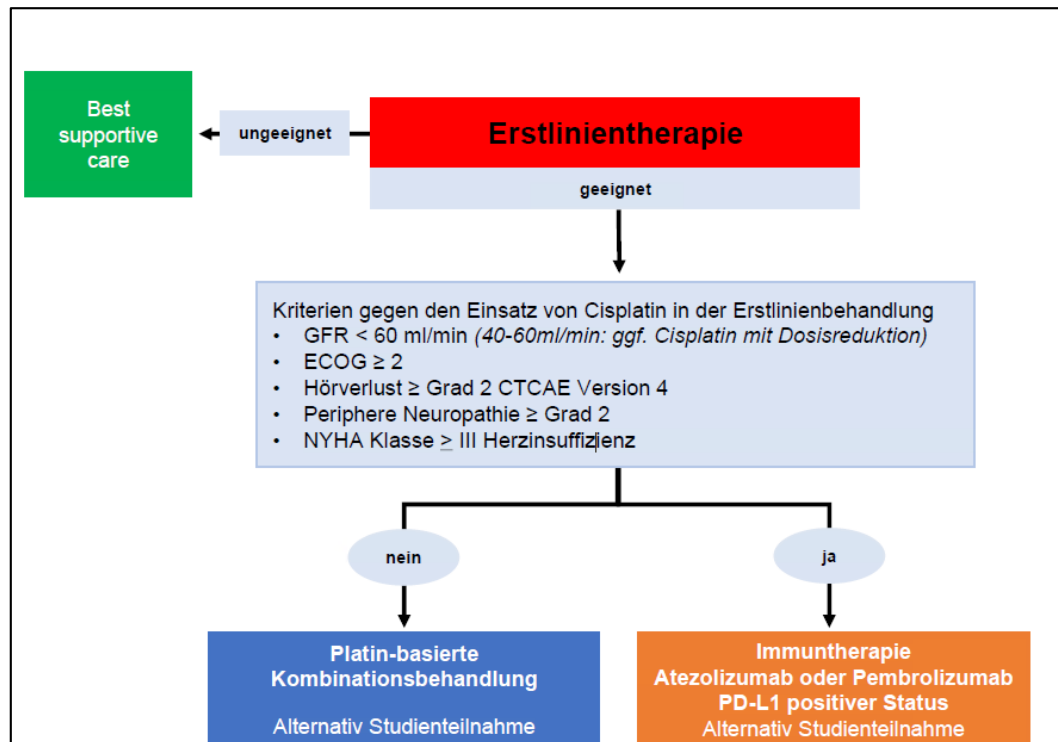 Best
supportive
care
ungeeignet
Erstlinientherapie
geeignet
Kriterien gegen den Einsatz von Cisplatin in der Erstlinienbehandlung
• GFR < 60 ml/min (40-60ml/min: ggf. Cisplatin mit Dosisreduktion)
• ECOG ≥ 2
• Hörverlust ≥ Grad 2 CTCAE Version 4
• Periphere Neuropathie ≥ Grad 2
• NYHA Klasse ≥ III Herzinsuffizienz
nein
ja
Platin-basierte
Kombinationsbehandlung
Alternativ Studienteilnahme
Immuntherapie
Atezolizumab oder Pembrolizumab
PD-L1 positiver Status
Alternativ Studienteilnahme